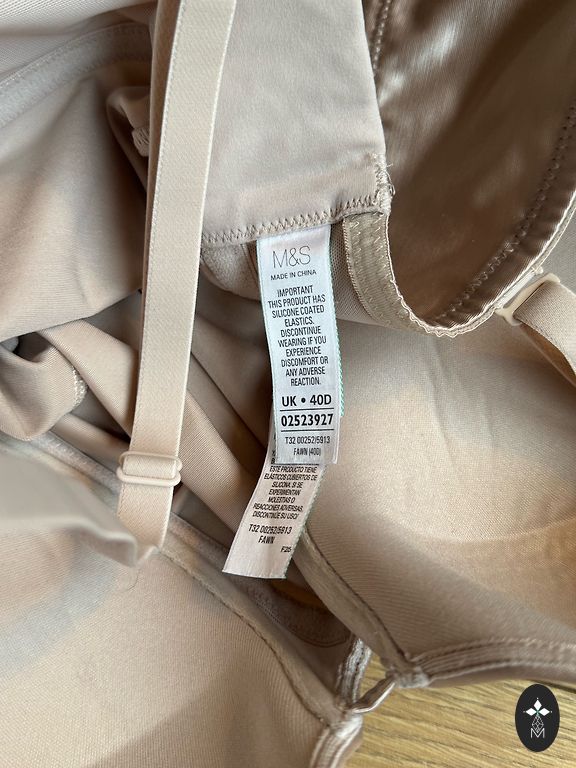 M&S
MADE IN CHINA
IMPORTANT
THIS PRODUCT HAS
SILICONE COATED
ELASTICS.
DISCONTINUE
WEARING IF YOU
EXPERIENCE
DISCOMFORT OR
ANY ADVERSE
REACTION.
UK • 40D
02523927
T32 00252/5913
FAWN (40D)
ESTE PRODUCTO TIENE
ELÁSTICOS CUBIERTOS DE
SILICONA. SI SE
EXPERIMENTAN
MOLESTIAS O
REACCIONES ADVERSAS,
DISCONTINÚE SU USO/
T32 00252/5913
FAWN
M